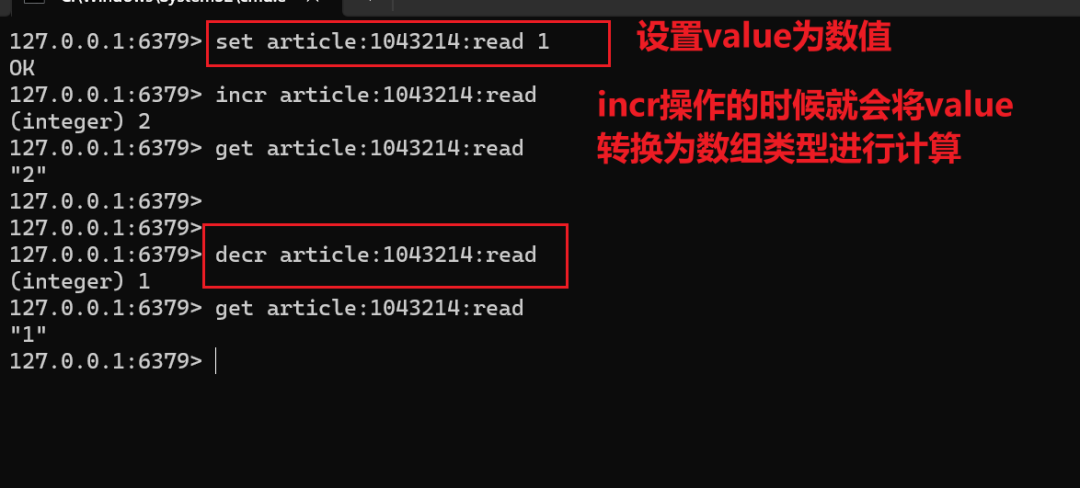 127.0.0.1:6379> set article:1043214:read 1
设置value为数值
OK
127.0.0.1:6379> incr article:1043214:read
(integer) 2
incr操作的时候就会将value
转换为数组类型进行计算
127.0.0.1:6379> get article:1043214:read
"2"
127.0.0.1:6379>
127.0.0.1:6379>
127.0.0.1:6379> decr article:1043214:read
(integer) 1
127.0.0.1:6379> get article:1043214:read
"1"
127.0.0.1:6379>